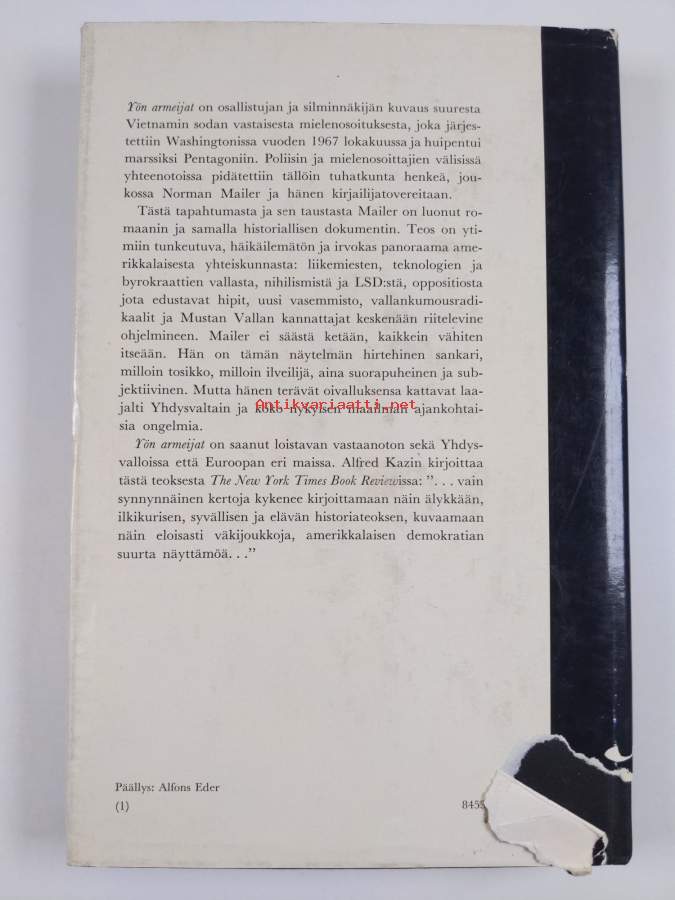 Yön armeijat on osallistujan ja silminnäkijän kuvaus suuresta
Vietnamin sodan vastaisesta mielenosoituksesta, joka järjes-
tettiin Washingtonissa vuoden 1967 lokakuussa ja huipentui
marssiksi Pentagoniin. Poliisin ja mielenosoittajien välisissä
yhteenotoissa pidätettiin tällöin tuhatkunta henkeä, jou-
kossa Norman Mailer ja hänen kirjailijatovereitaan.
Tästä tapahtumasta ja sen taustasta Mailer on luonut ro-
maanin ja samalla historiallisen dokumentin. Teos on yti-
miin tunkeutuva, häikäilemätön ja irvokas panoraama ame-
rikkalaisesta yhteiskunnasta: liikemiesten, teknologien ja
byrokraattien vallasta, nihilismistä ja LSD:stä, oppositiosta
jota edustavat hipit, uusi vasemmisto, vallankumousradi-
kaalit ja Mustan Vallan kannattajat keskenään riitelevine
ohjelmineen. Mailer ei säästä ketään, kaikkein vähiten
itseään. Hän on tämän näytelmän hirtehinen sankari,
milloin tosikko, milloin ilveilijä, aina suorapuheinen ja sub-
jektiivinen. Mutta hänen terävät oivalluksensa kattavat laa-
jalti Yhdysvaltain ja koko nykyisen maailman ajankohtai-
Antikvariaatti.net
sia ongelmia.
Yön armeijat on saanut loistavan vastaanoton sekä Yhdys-
valloissa että Euroopan eri maissa. Alfred Kazin kirjoittaa
tästä teoksesta The New York Times Book Reviewissa: ”. . . vain
synnynnäinen kertoja kykenee kirjoittamaan näin älykkään,
ilkikurisen, syvällisen ja elävän historiateoksen, kuvaamaan
näin eloisasti väkijoukkoja, amerikkalaisen demokratian
suurta näyttämöä. . .”
Päällys: Alfons Eder
(1)